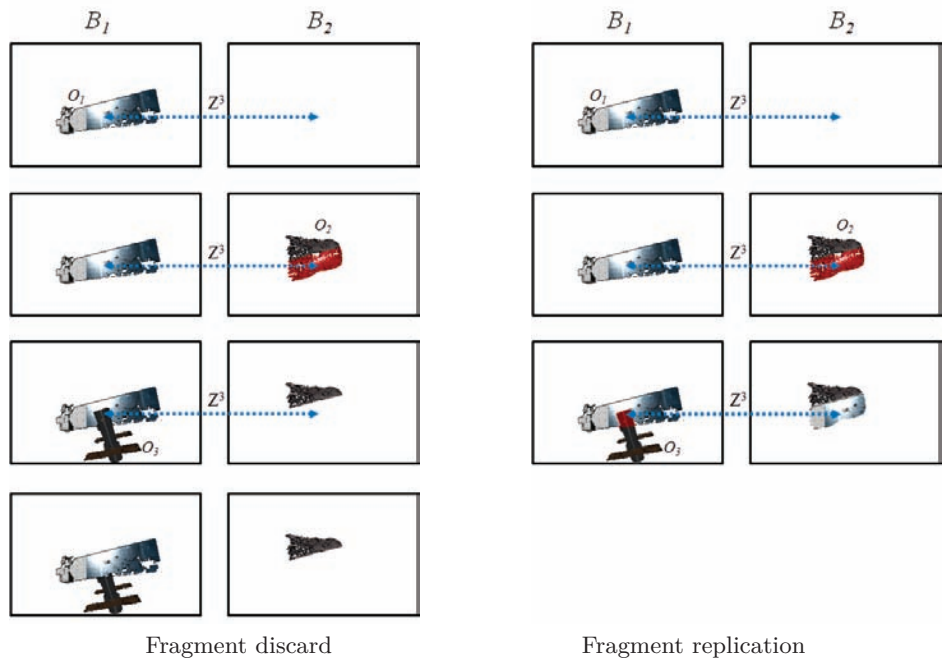 B₁ B₂ B₁ B₂
O₁ Z³ O₁ Z³
O₂ O₂
Z³ Z³
Z³ Z³
O₃ O₃
Fragment discard Fragment replication